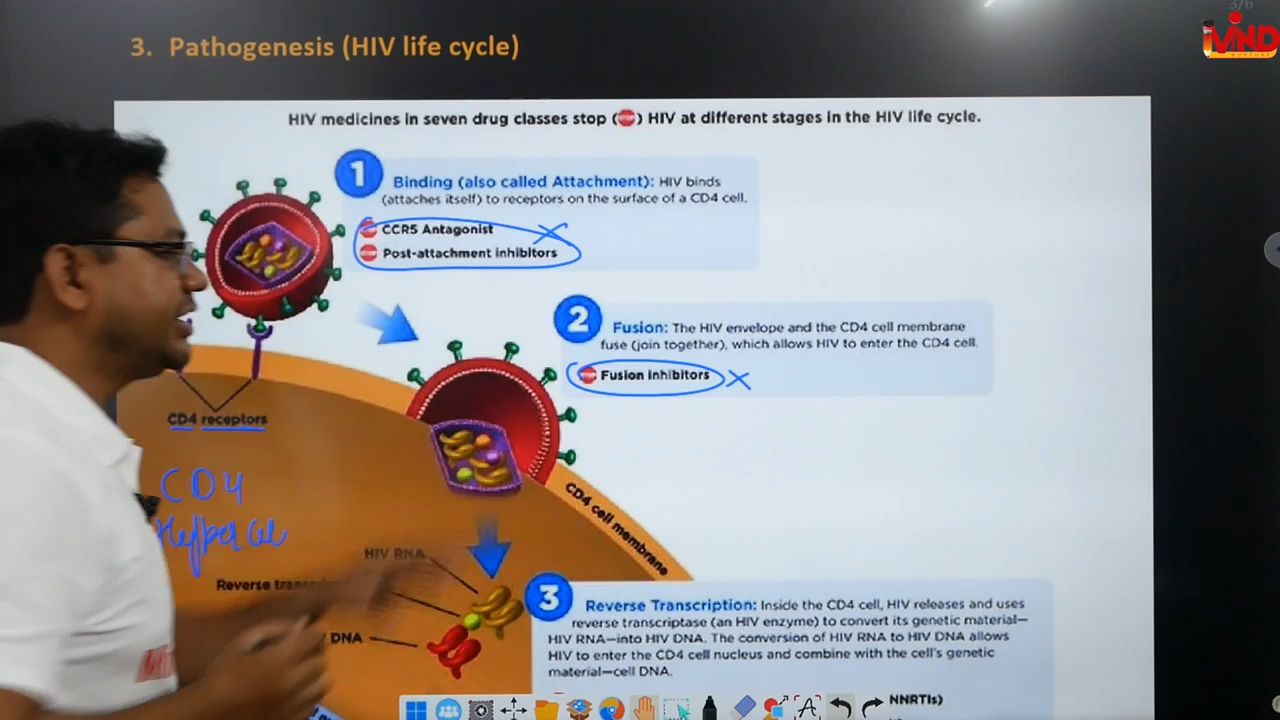 3/6
MIND
3. Pathogenesis (HIV life cycle)
HIV medicines in seven drug classes stop (STOP) HIV at different stages in the HIV life cycle.
1
Binding (also called Attachment): HIV binds
(attaches itself) to receptors on the surface of a CD4 cell.
CCR5 Antagonist
Post-attachment inhibitors
2
Fusion: The HIV envelope and the CD4 cell membrane
fuse (join together), which allows HIV to enter the CD4 cell.
Fusion inhibitors
CD4 receptors
CD4
CD4 cell membrane
HIV RNA
Reverse
DNA
3
Reverse Transcription: Inside the CD4 cell, HIV releases and uses
reverse transcriptase (an HIV enzyme) to convert its genetic material—
HIV RNA—into HIV DNA. The conversion of HIV RNA to HIV DNA allows
HIV to enter the CD4 cell nucleus and combine with the cell's genetic
material—cell DNA.
NNRTIs)